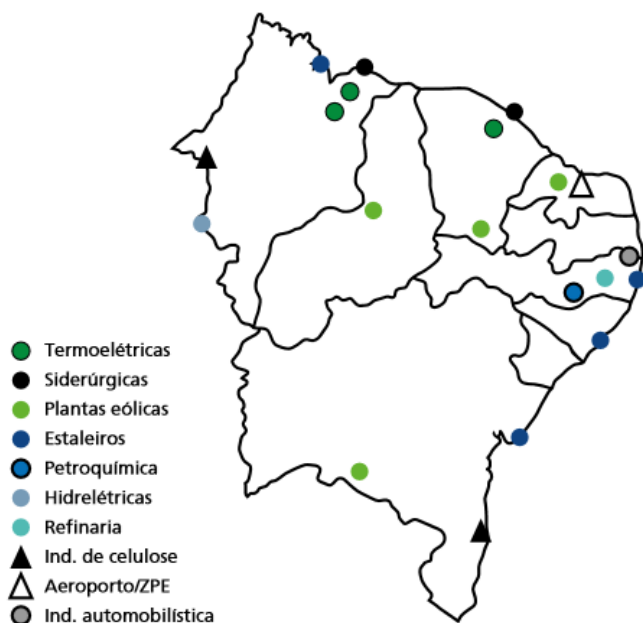 Termoelétricas
Siderúrgicas
Plantas eólicas
Estaleiros
Petroquímica
Hidrelétricas
Refinaria
Ind. de celulose
Aeroporto/ZPE
Ind. automobilística